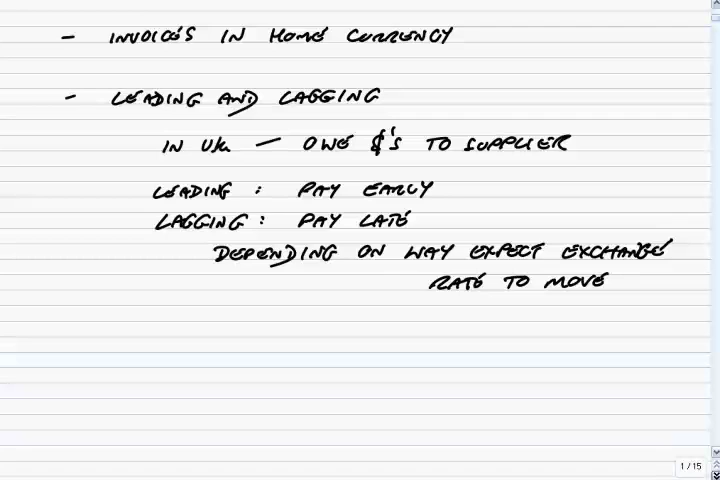 - INVOICES IN HOME CURRENCY
- LEADING AND LAGGING
IN U.K. - OWE $'S TO SUPPLIER
LEADING : PAY EARLY
LAGGING : PAY LATE
DEPENDING ON WAY EXPECT EXCHANGE
RATE TO MOVE
1 / 15